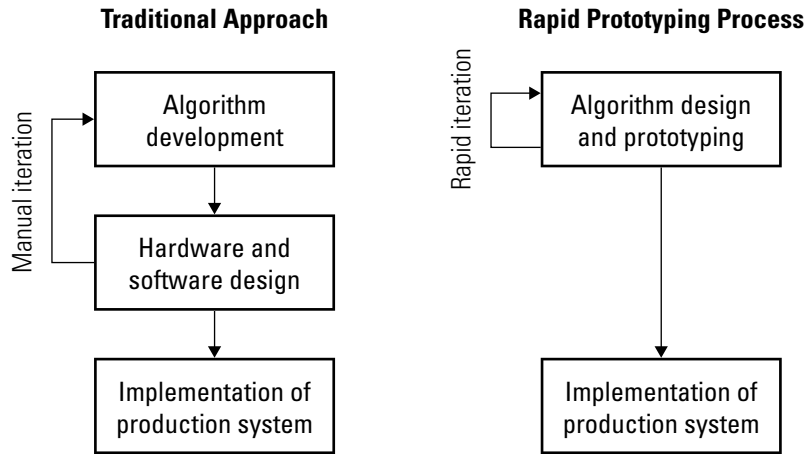 Traditional Approach
Algorithm
development
Manual iteration
Hardware and
software design
Implementation of
production system
Rapid Prototyping Process
Rapid iteration
Algorithm design
and prototyping
Implementation of
production system